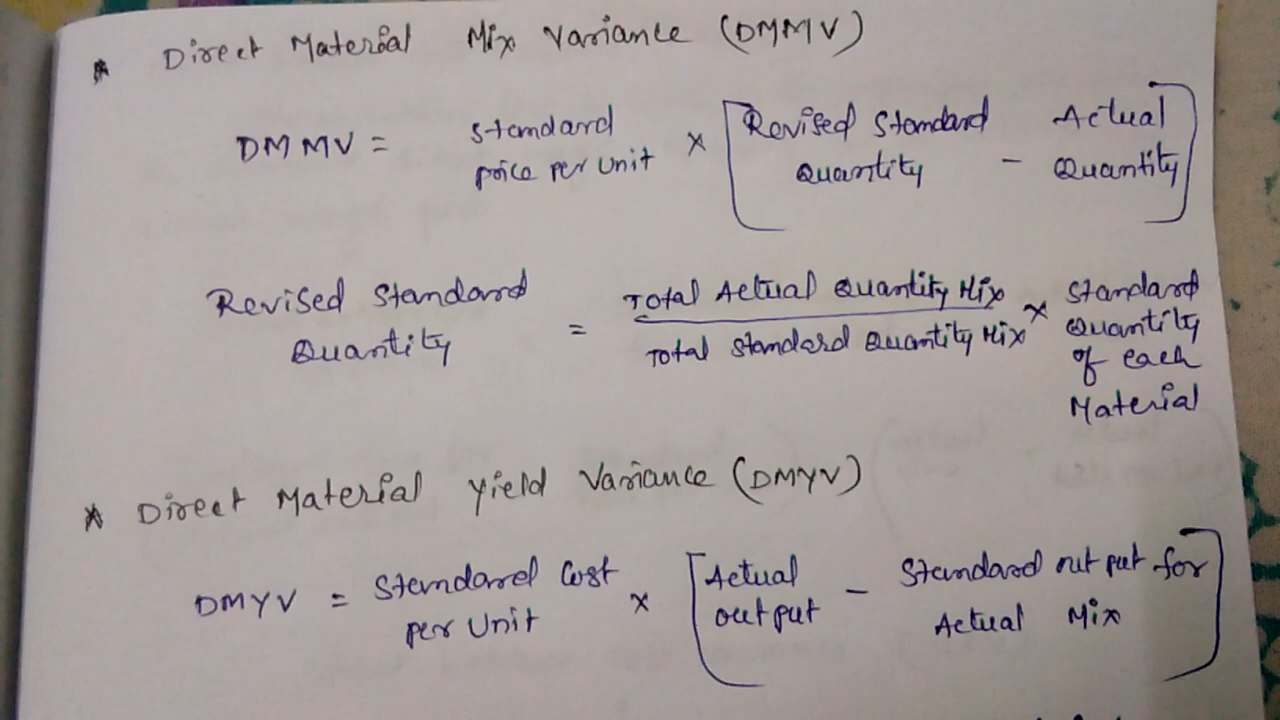 * Direct Material Mix Variance (DMMV)
DMMV = Standard price per Unit × [Revised Standard Quantity - Actual Quantity]
Revised Standard Quantity = Total Actual Quantity Mix / Total Standard Quantity Mix × Standard Quantity of each Material
* Direct Material Yield Variance (DMYV)
DMYV = Standard Cost per Unit × [Actual output - Standard output for Actual Mix]